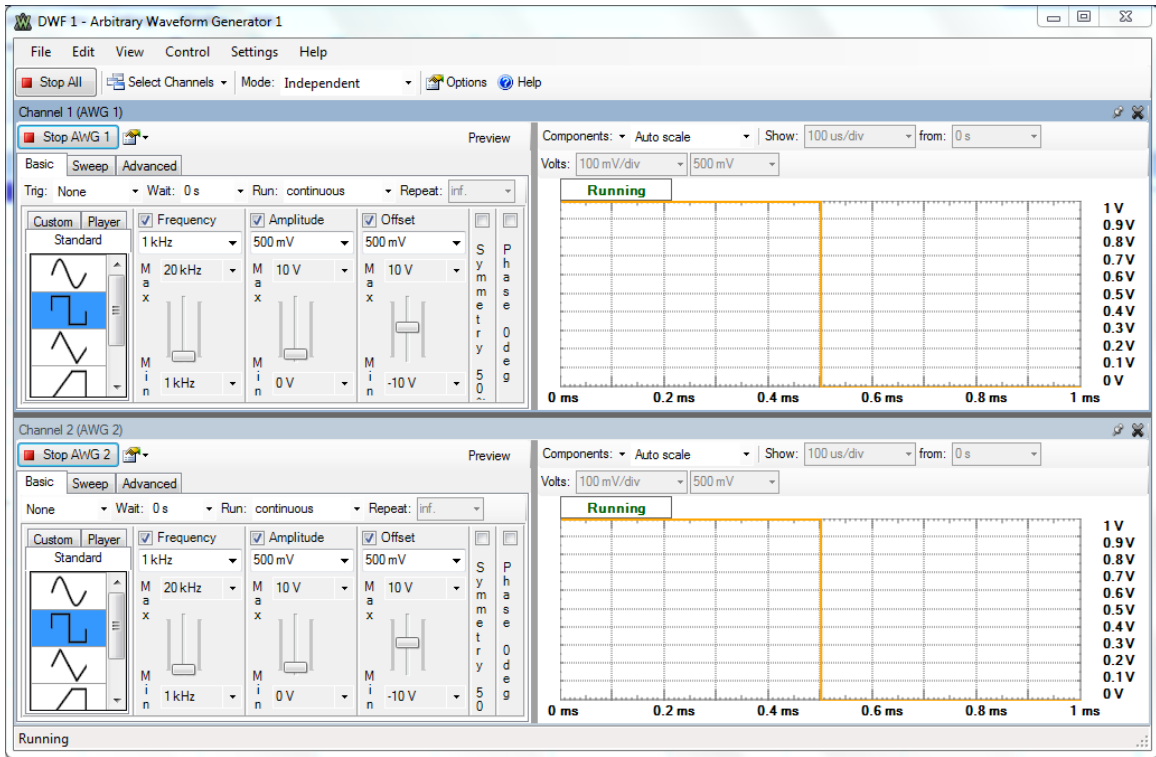 DWF 1 - Arbitrary Waveform Generator 1
File Edit View Control Settings Help
Stop All Select Channels Mode: Independent Options Help
Channel 1 (AWG 1)
Stop AWG 1 Preview
Basic Sweep Advanced
Trig: None Wait: 0 s Run: continuous Repeat: inf.
Custom Player
Standard
Frequency Amplitude Offset
1 kHz 500 mV 500 mV
Max 20 kHz Max 10 V Max 10 V
Min 1 kHz Min 0 V Min -10 V
Symmetry 50
Phase 0 deg
Components: Auto scale Show: 100 us/div from: 0 s
Volts: 100 mV/div 500 mV
Running
1 V
0.9 V
0.8 V
0.7 V
0.6 V
0.5 V
0.4 V
0.3 V
0.2 V
0.1 V
0 V
0 ms 0.2 ms 0.4 ms 0.6 ms 0.8 ms 1 ms
Channel 2 (AWG 2)
Stop AWG 2 Preview
Basic Sweep Advanced
None Wait: 0 s Run: continuous Repeat: inf.
Custom Player
Standard
Frequency Amplitude Offset
1 kHz 500 mV 500 mV
Max 20 kHz Max 10 V Max 10 V
Min 1 kHz Min 0 V Min -10 V
Symmetry 50
Phase 0 deg
Components: Auto scale Show: 100 us/div from: 0 s
Volts: 100 mV/div 500 mV
Running
1 V
0.9 V
0.8 V
0.7 V
0.6 V
0.5 V
0.4 V
0.3 V
0.2 V
0.1 V
0 V
0 ms 0.2 ms 0.4 ms 0.6 ms 0.8 ms 1 ms
Running